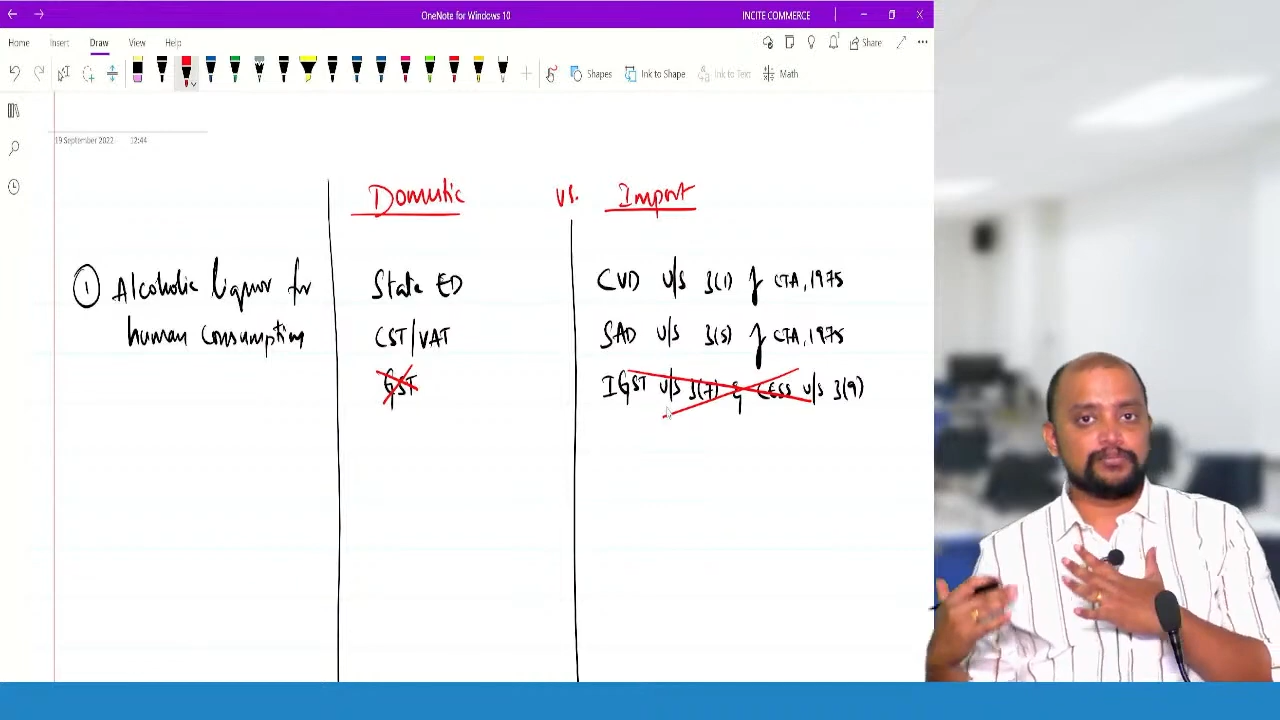 OneNote for Windows 10
INCITE COMMERCE
Home Insert Draw View Help
Share
Shapes Ink to Shape Ink to Text Math
19 September 2022 12:44
Domestic vs. Import
① Alcoholic liquor for human consumption
State ED
CST/VAT
GST
CVD u/s 3(1) of CTA, 1975
SAD u/s 3(5) of CTA, 1975
IGST u/s 3(7) & CESS u/s 3(9)